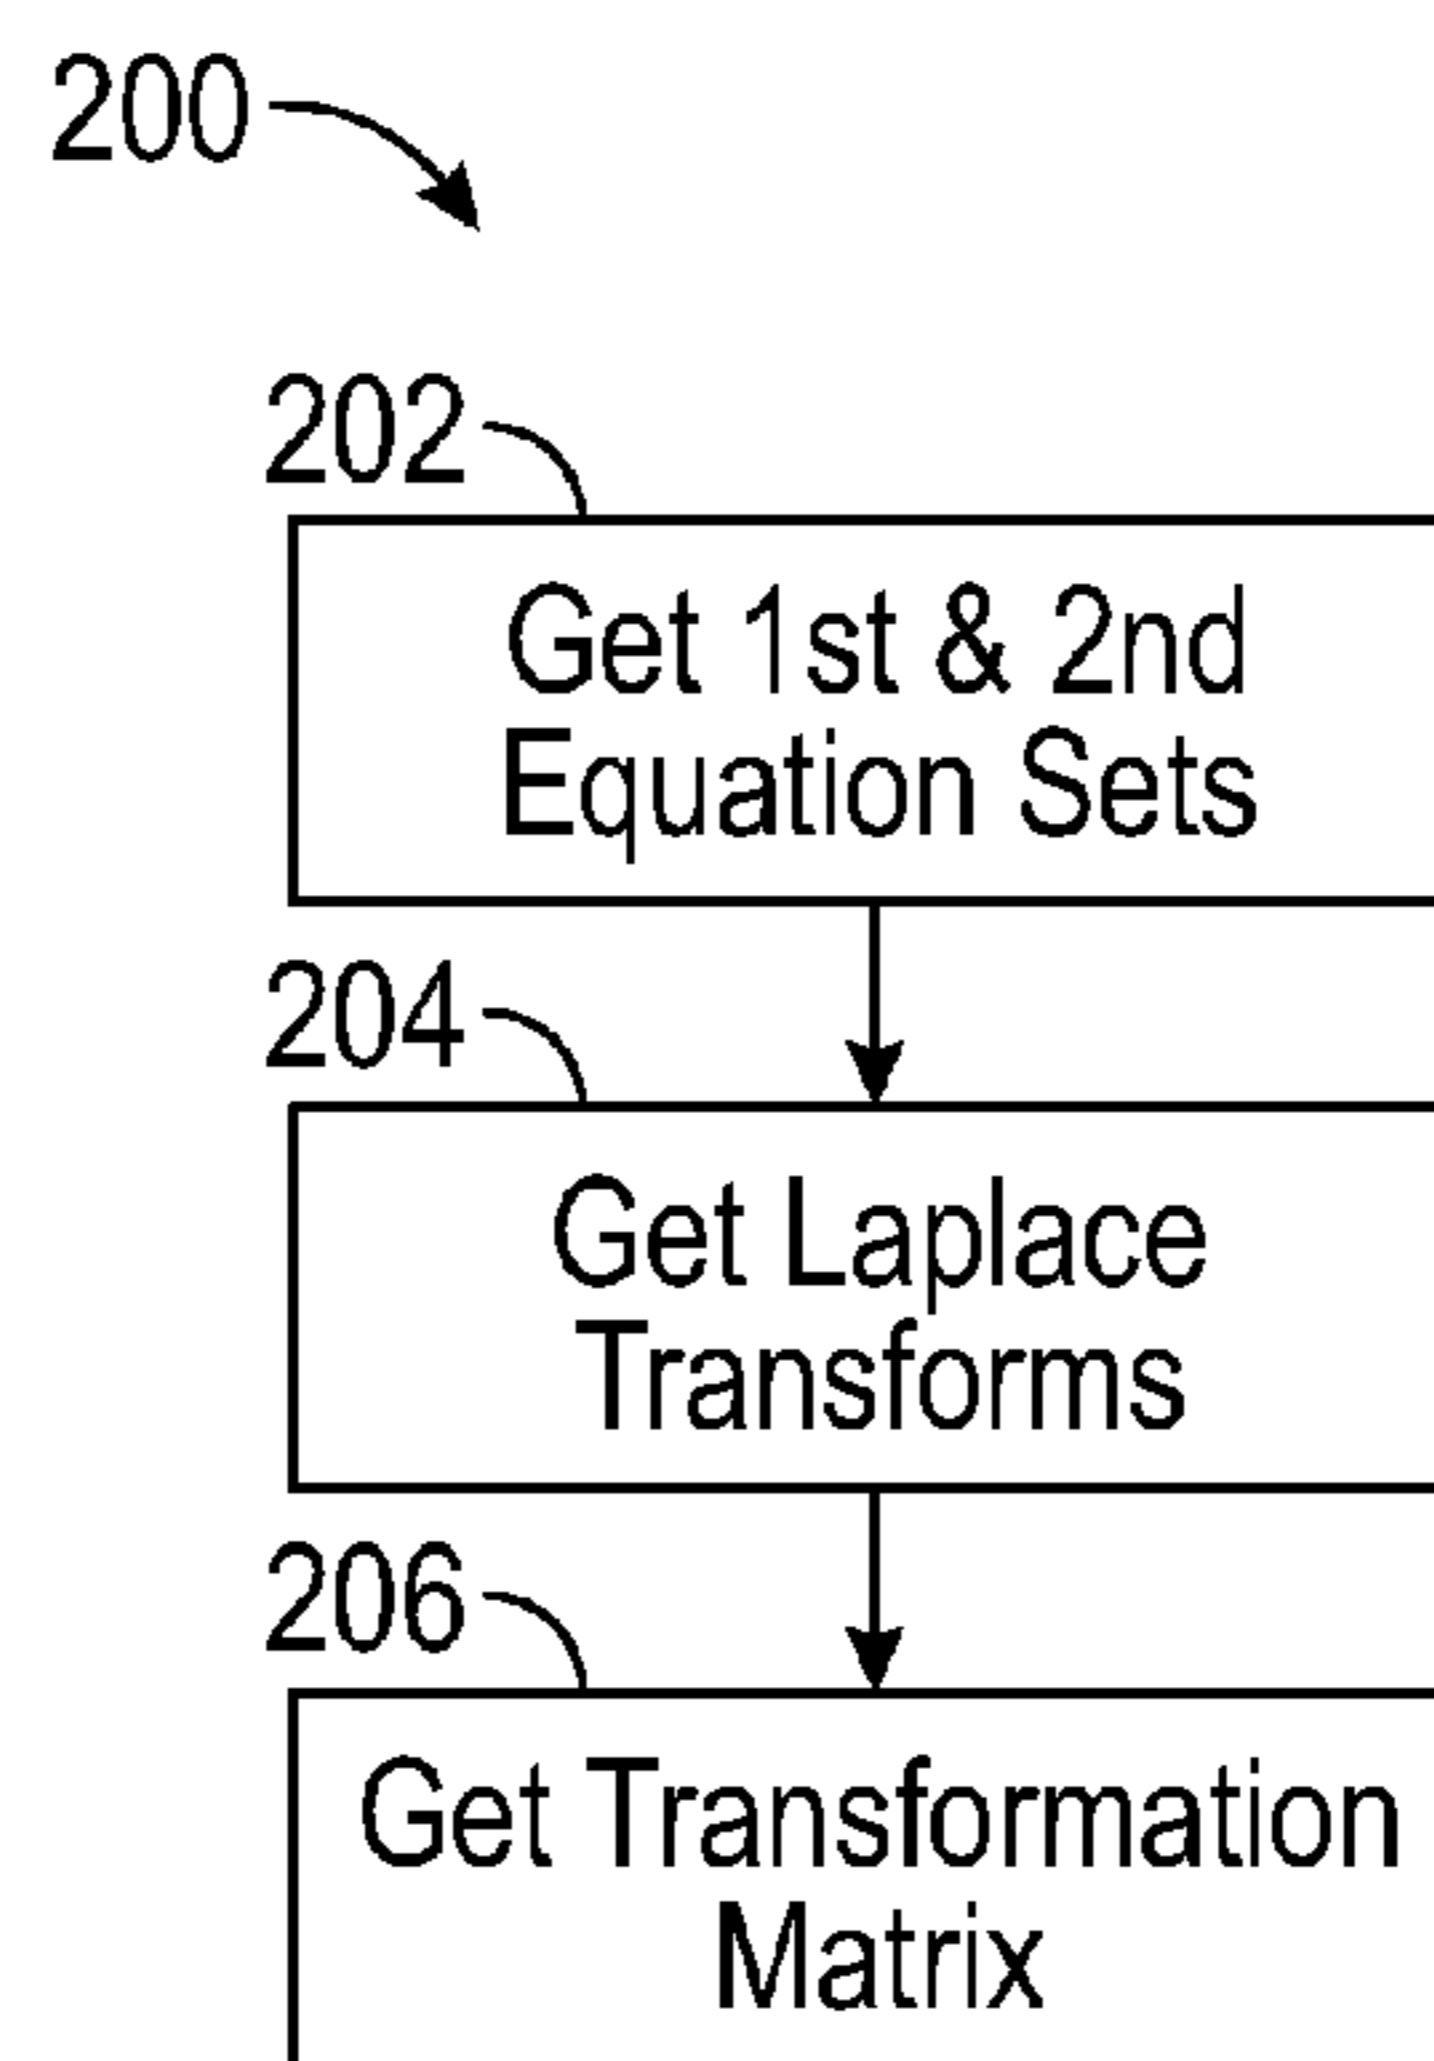 200
202
Get 1st & 2nd
Equation Sets
204
Get Laplace
Transforms
206
Get Transformation
Matrix